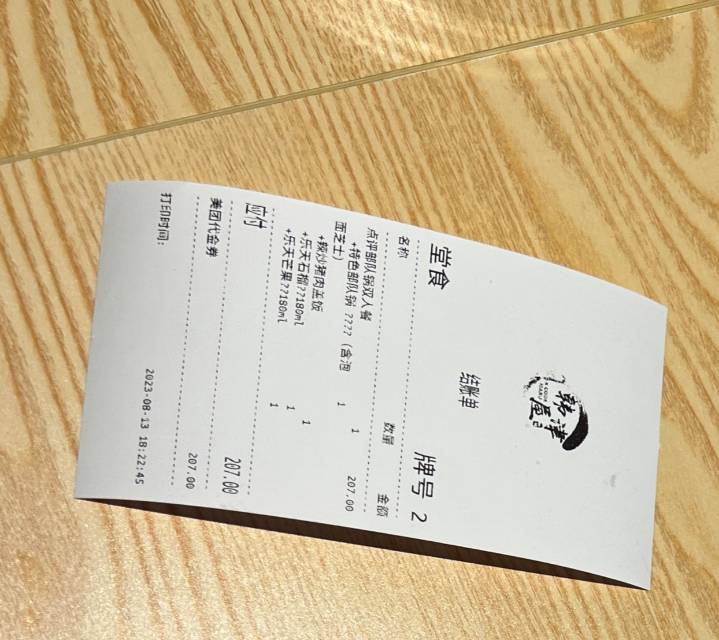 结账单
堂食 牌号 2
名称 数量 金额
点评部队锅双人餐 1 207.00
+特色部队锅 ???? (含泡 1
面芝士)
+辣炒猪肉盖饭 1
+乐天石榴??180ml 1
+乐天芒果??180ml 1
应付 207.00
美团代金券 207.00
打印时间: 2023-08-13 18:22:45